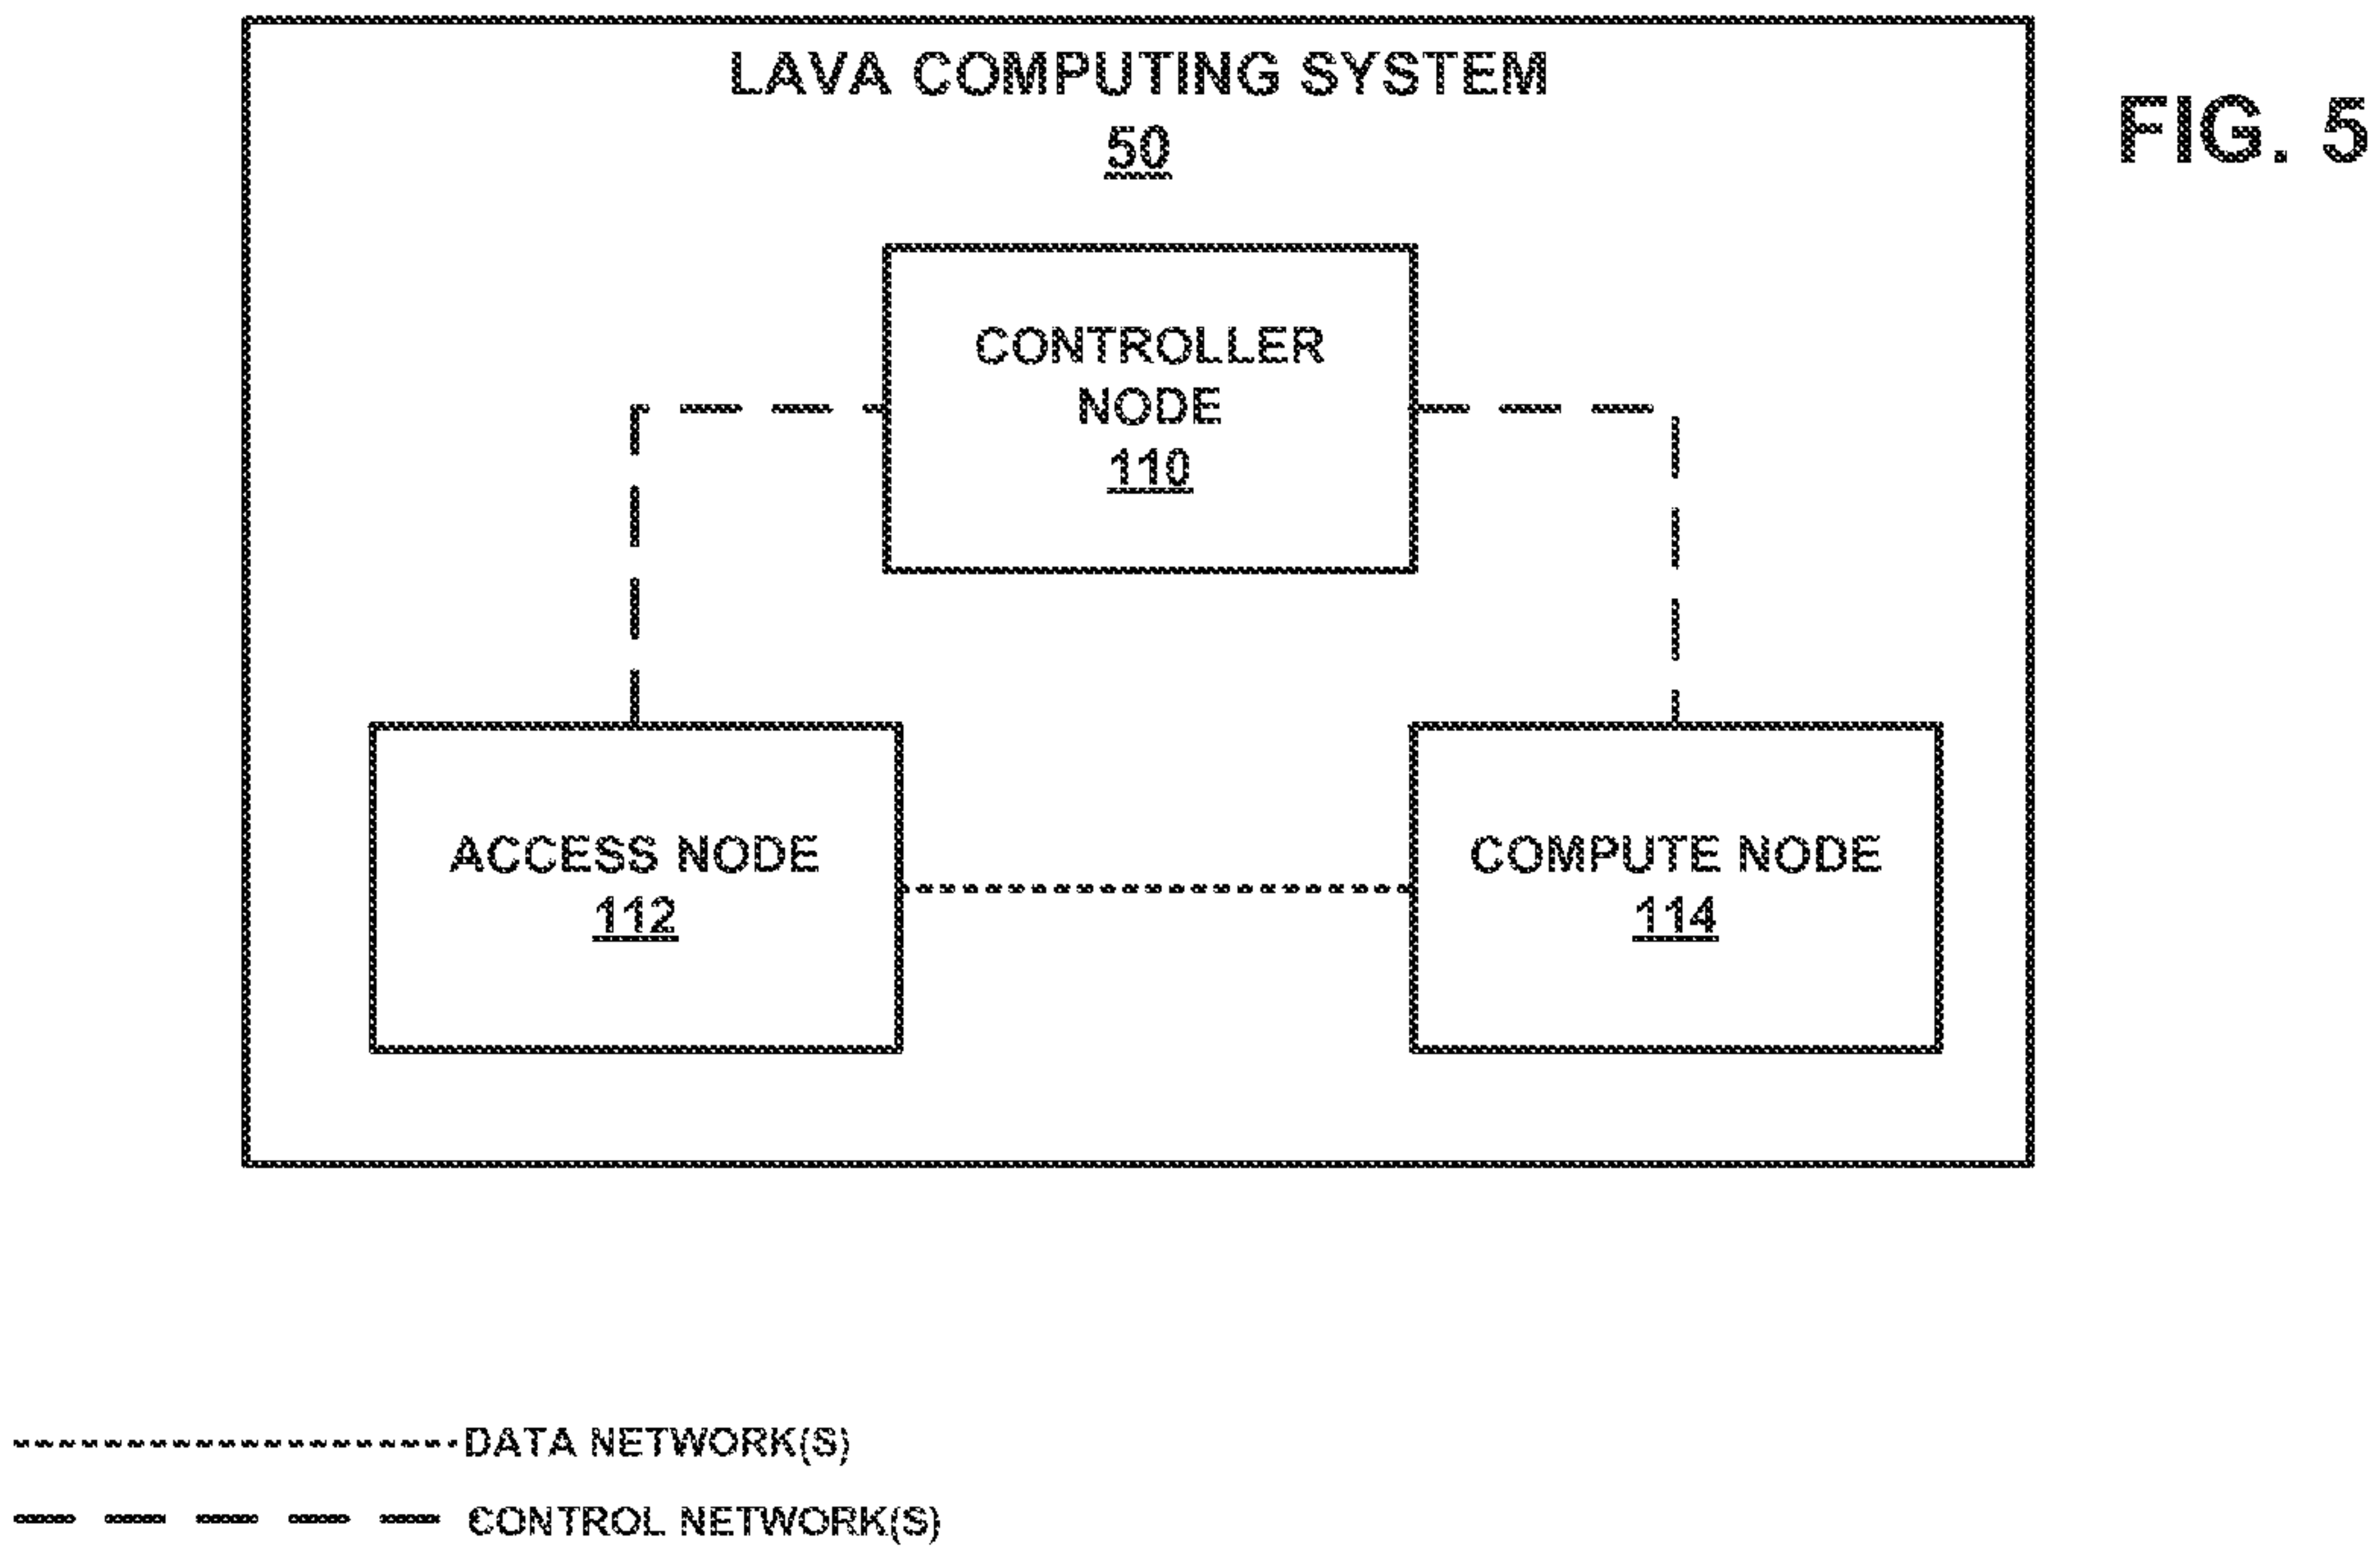 LAVA COMPUTING SYSTEM
50
FIG. 5
CONTROLLER
NODE
110
ACCESS NODE
112
COMPUTE NODE
114
DATA NETWORK(S)
CONTROL NETWORK(S)